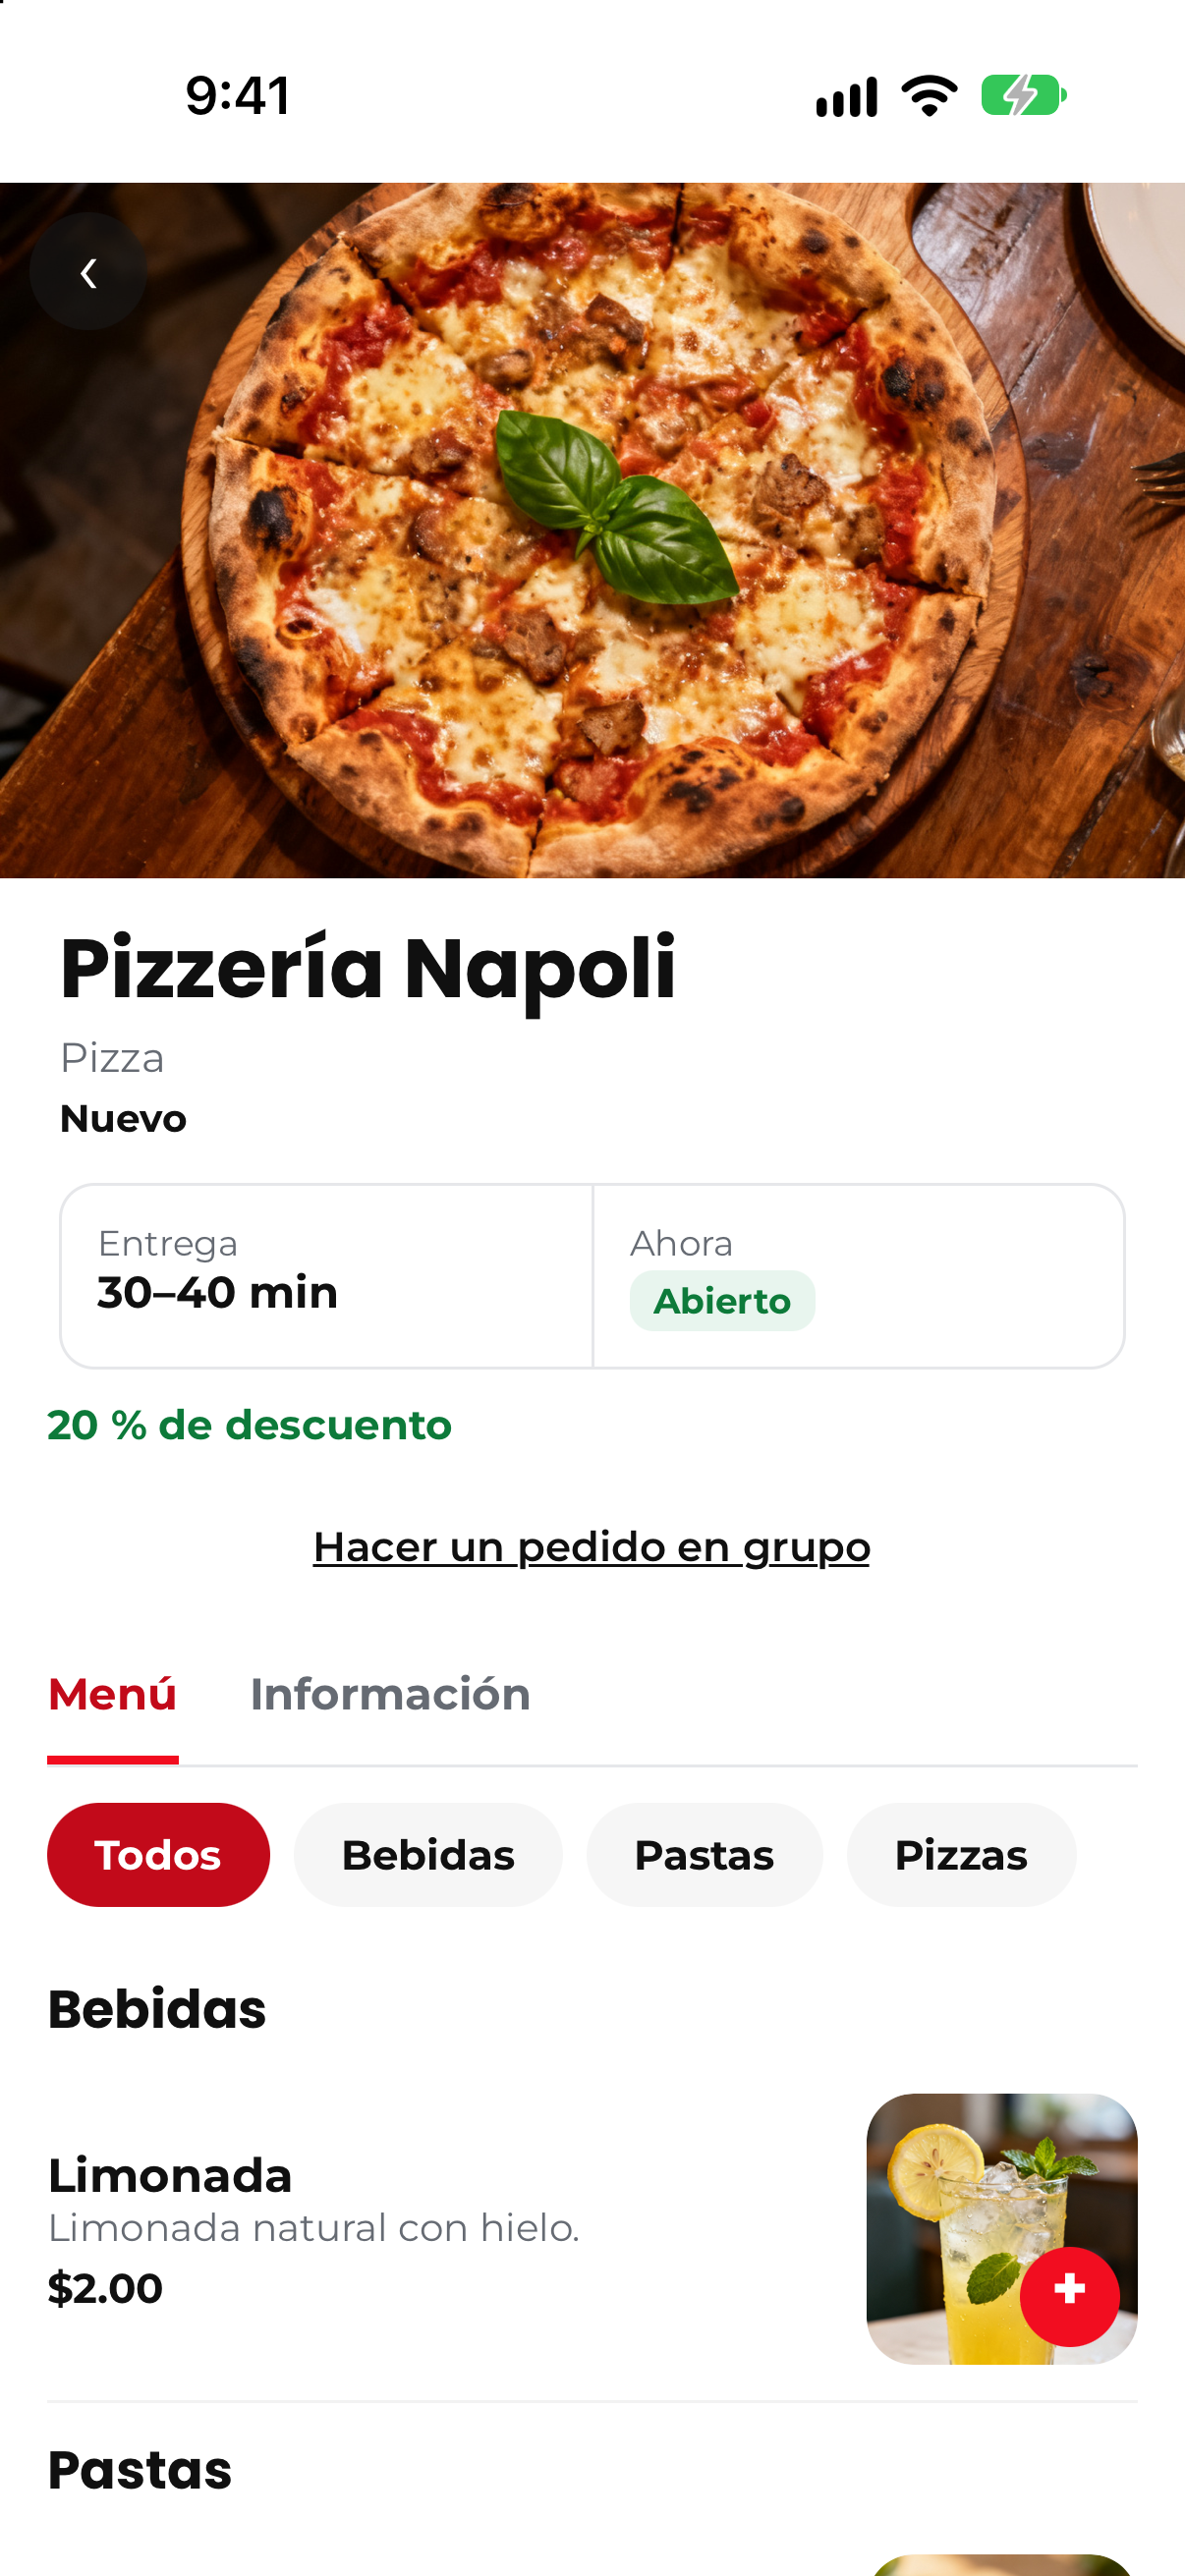 9:41
Pizzería Napoli
Pizza
Nuevo
Entrega
30–40 min
Ahora
Abierto
20 % de descuento
Hacer un pedido en grupo
Menú Información
Todos Bebidas Pastas Pizzas
Bebidas
Limonada
Limonada natural con hielo.
$2.00
+
Pastas